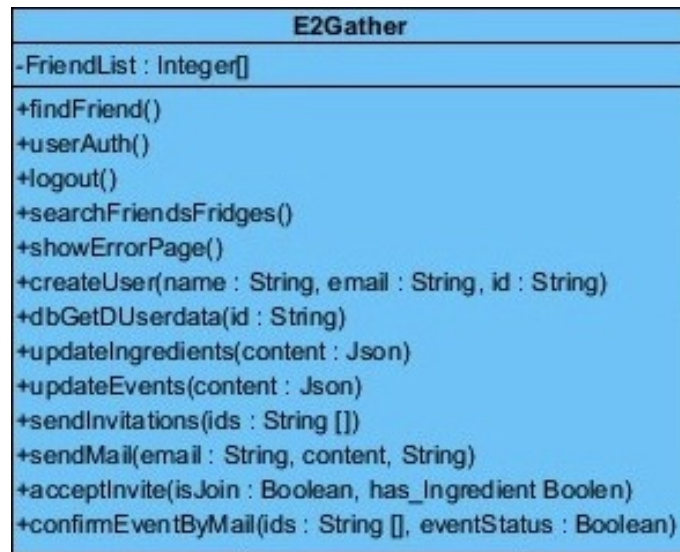 E2Gather
-FriendList : Integer[]
+findFriend()
+userAuth()
+logout()
+searchFriendsFridges()
+showErrorPage()
+createUser(name : String, email : String, id : String)
+dbGetDUserdata(id : String)
+updateIngredients(content : Json)
+updateEvents(content : Json)
+sendInvitations(ids : String [])
+sendMail(email : String, content, String)
+acceptInvite(isJoin : Boolean, has_Ingredient Boolen)
+confirmEventByMail(ids : String [], eventStatus : Boolean)